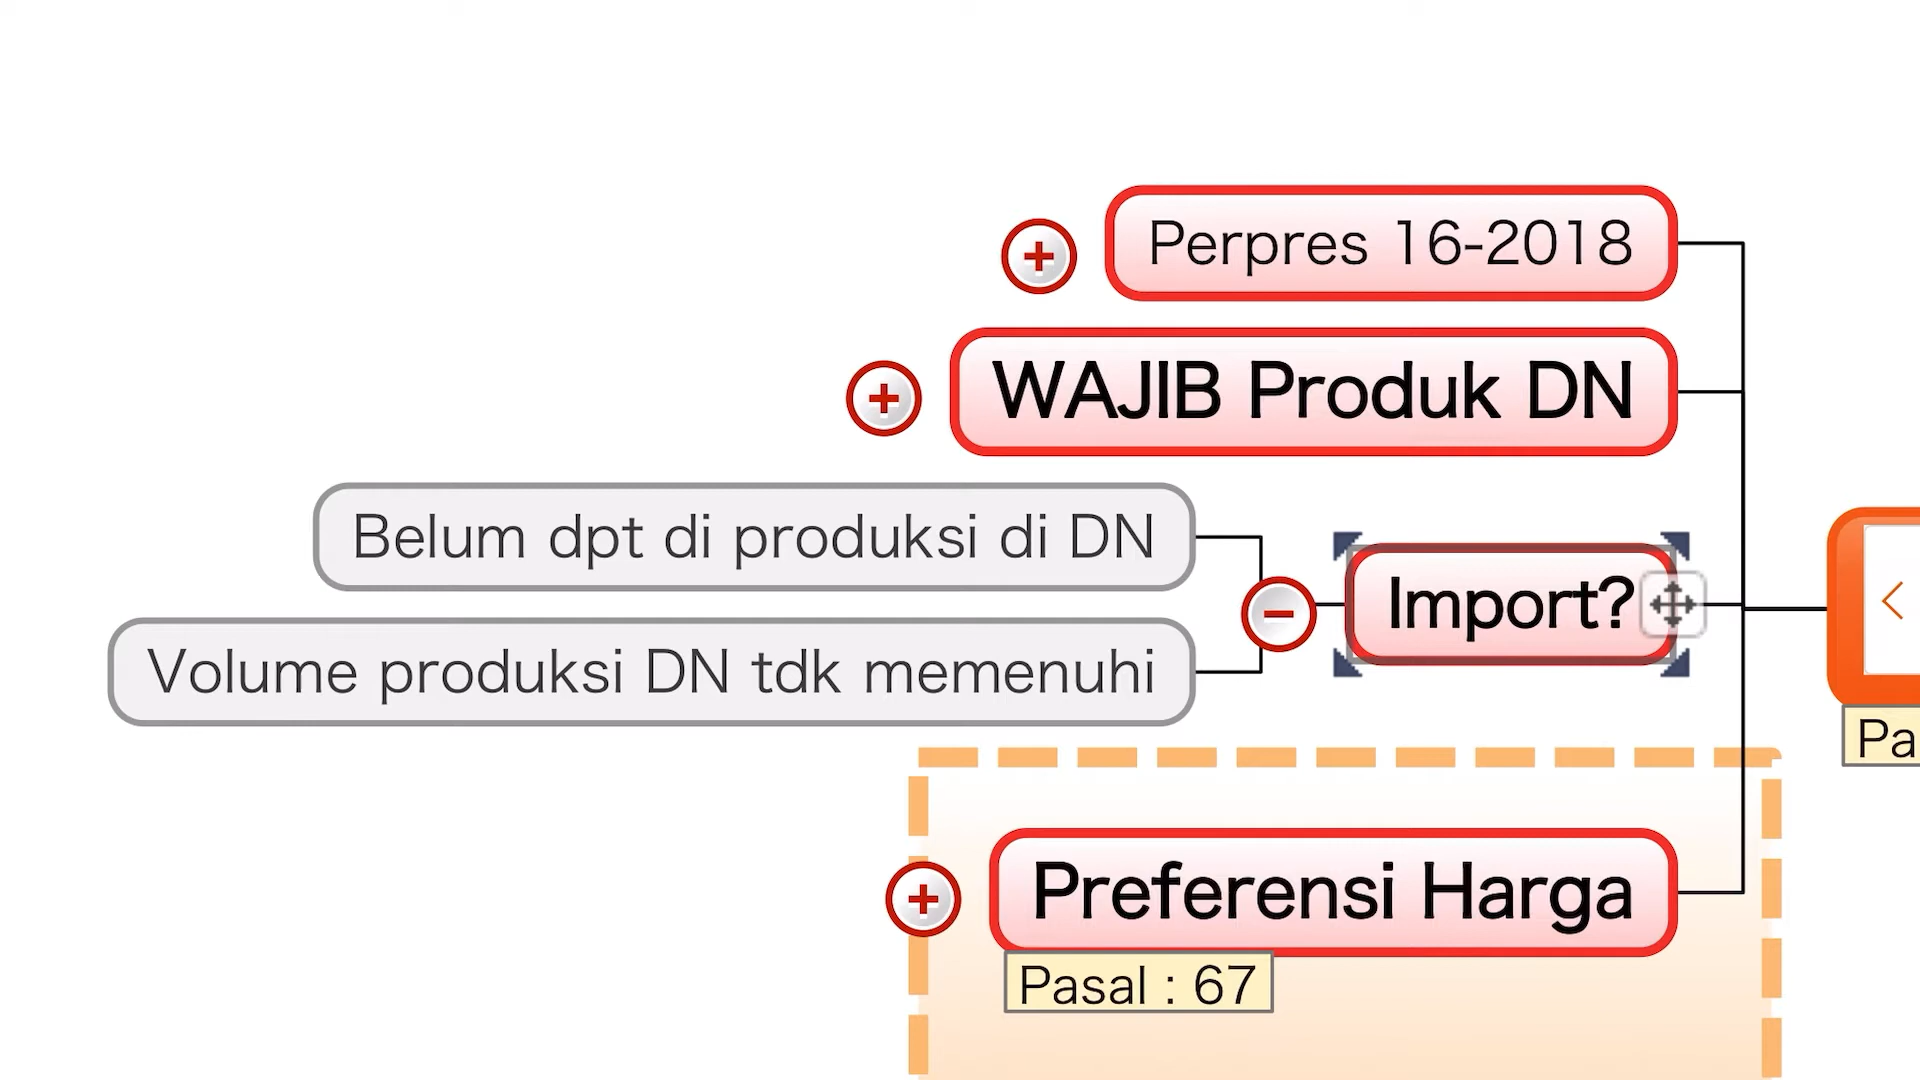 Perpres 16-2018
WAJIB Produk DN
Belum dpt di produksi di DN
Import?
Volume produksi DN tdk memenuhi
Pa
Preferensi Harga
Pasal : 67